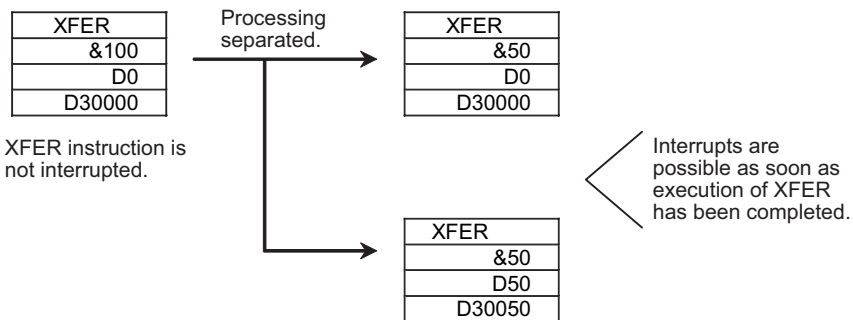 XFER
&100
D0
D30000
XFER instruction is
not interrupted.
Processing
separated.
XFER
&50
D0
D30000
XFER
&50
D50
D30050
Interrupts are
possible as soon as
execution of XFER
has been completed.